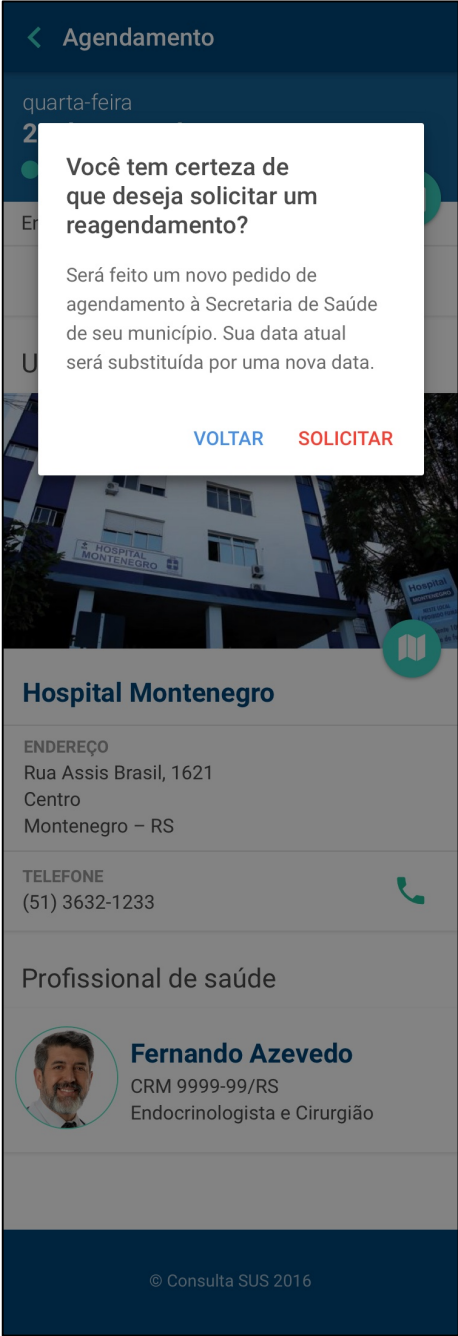 Agendamento
quarta-feira
2
Você tem certeza de
que deseja solicitar um
reagendamento?
Será feito um novo pedido de
agendamento à Secretaria de Saúde
de seu município. Sua data atual
será substituída por uma nova data.
VOLTAR SOLICITAR
HOSPITAL
MONTENEGRO
Hospital
MONTENEGRO
Hospital Montenegro
ENDEREÇO
Rua Assis Brasil, 1621
Centro
Montenegro – RS
TELEFONE
(51) 3632-1233
Profissional de saúde
Fernando Azevedo
CRM 9999-99/RS
Endocrinologista e Cirurgião
© Consulta SUS 2016